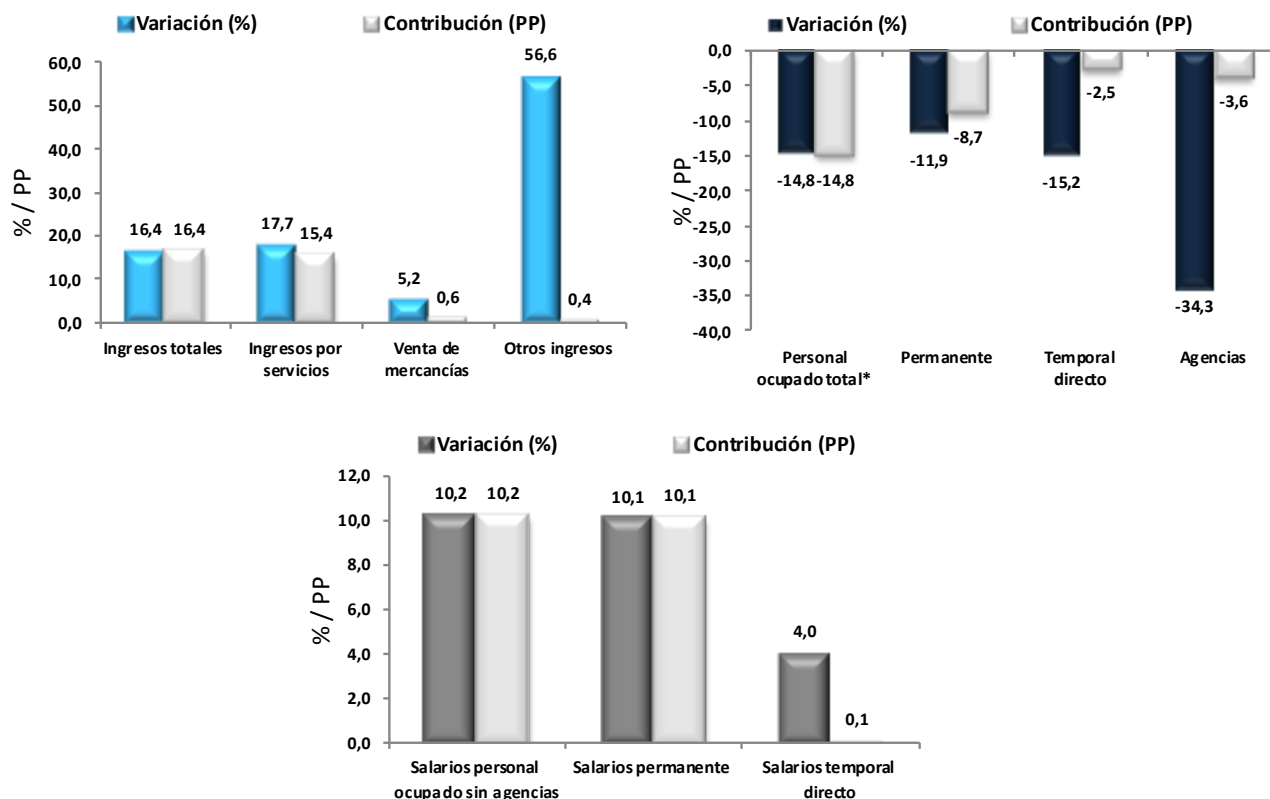 Variación (%) Contribución (PP)
% / PP
60,0
50,0
40,0
30,0
20,0
10,0
0,0
16,4 16,4 17,7 15,4 5,2 0,6 56,6 0,4
Ingresos totales Ingresos por Venta de Otros ingresos
servicios mercancías
Variación (%) Contribución (PP)
% / PP
0,0
-5,0
-10,0
-15,0
-20,0
-25,0
-30,0
-35,0
-40,0
-14,8 -14,8 -11,9 -8,7 -15,2 -2,5 -34,3 -3,6
Personal Permanente Temporal Agencias
ocupado total* directo
Variación (%) Contribución (PP)
% / PP
12,0
10,0
8,0
6,0
4,0
2,0
0,0
10,2 10,2 10,1 10,1 4,0 0,1
Salarios personal Salarios permanente Salarios temporal
ocupado sin agencias directo